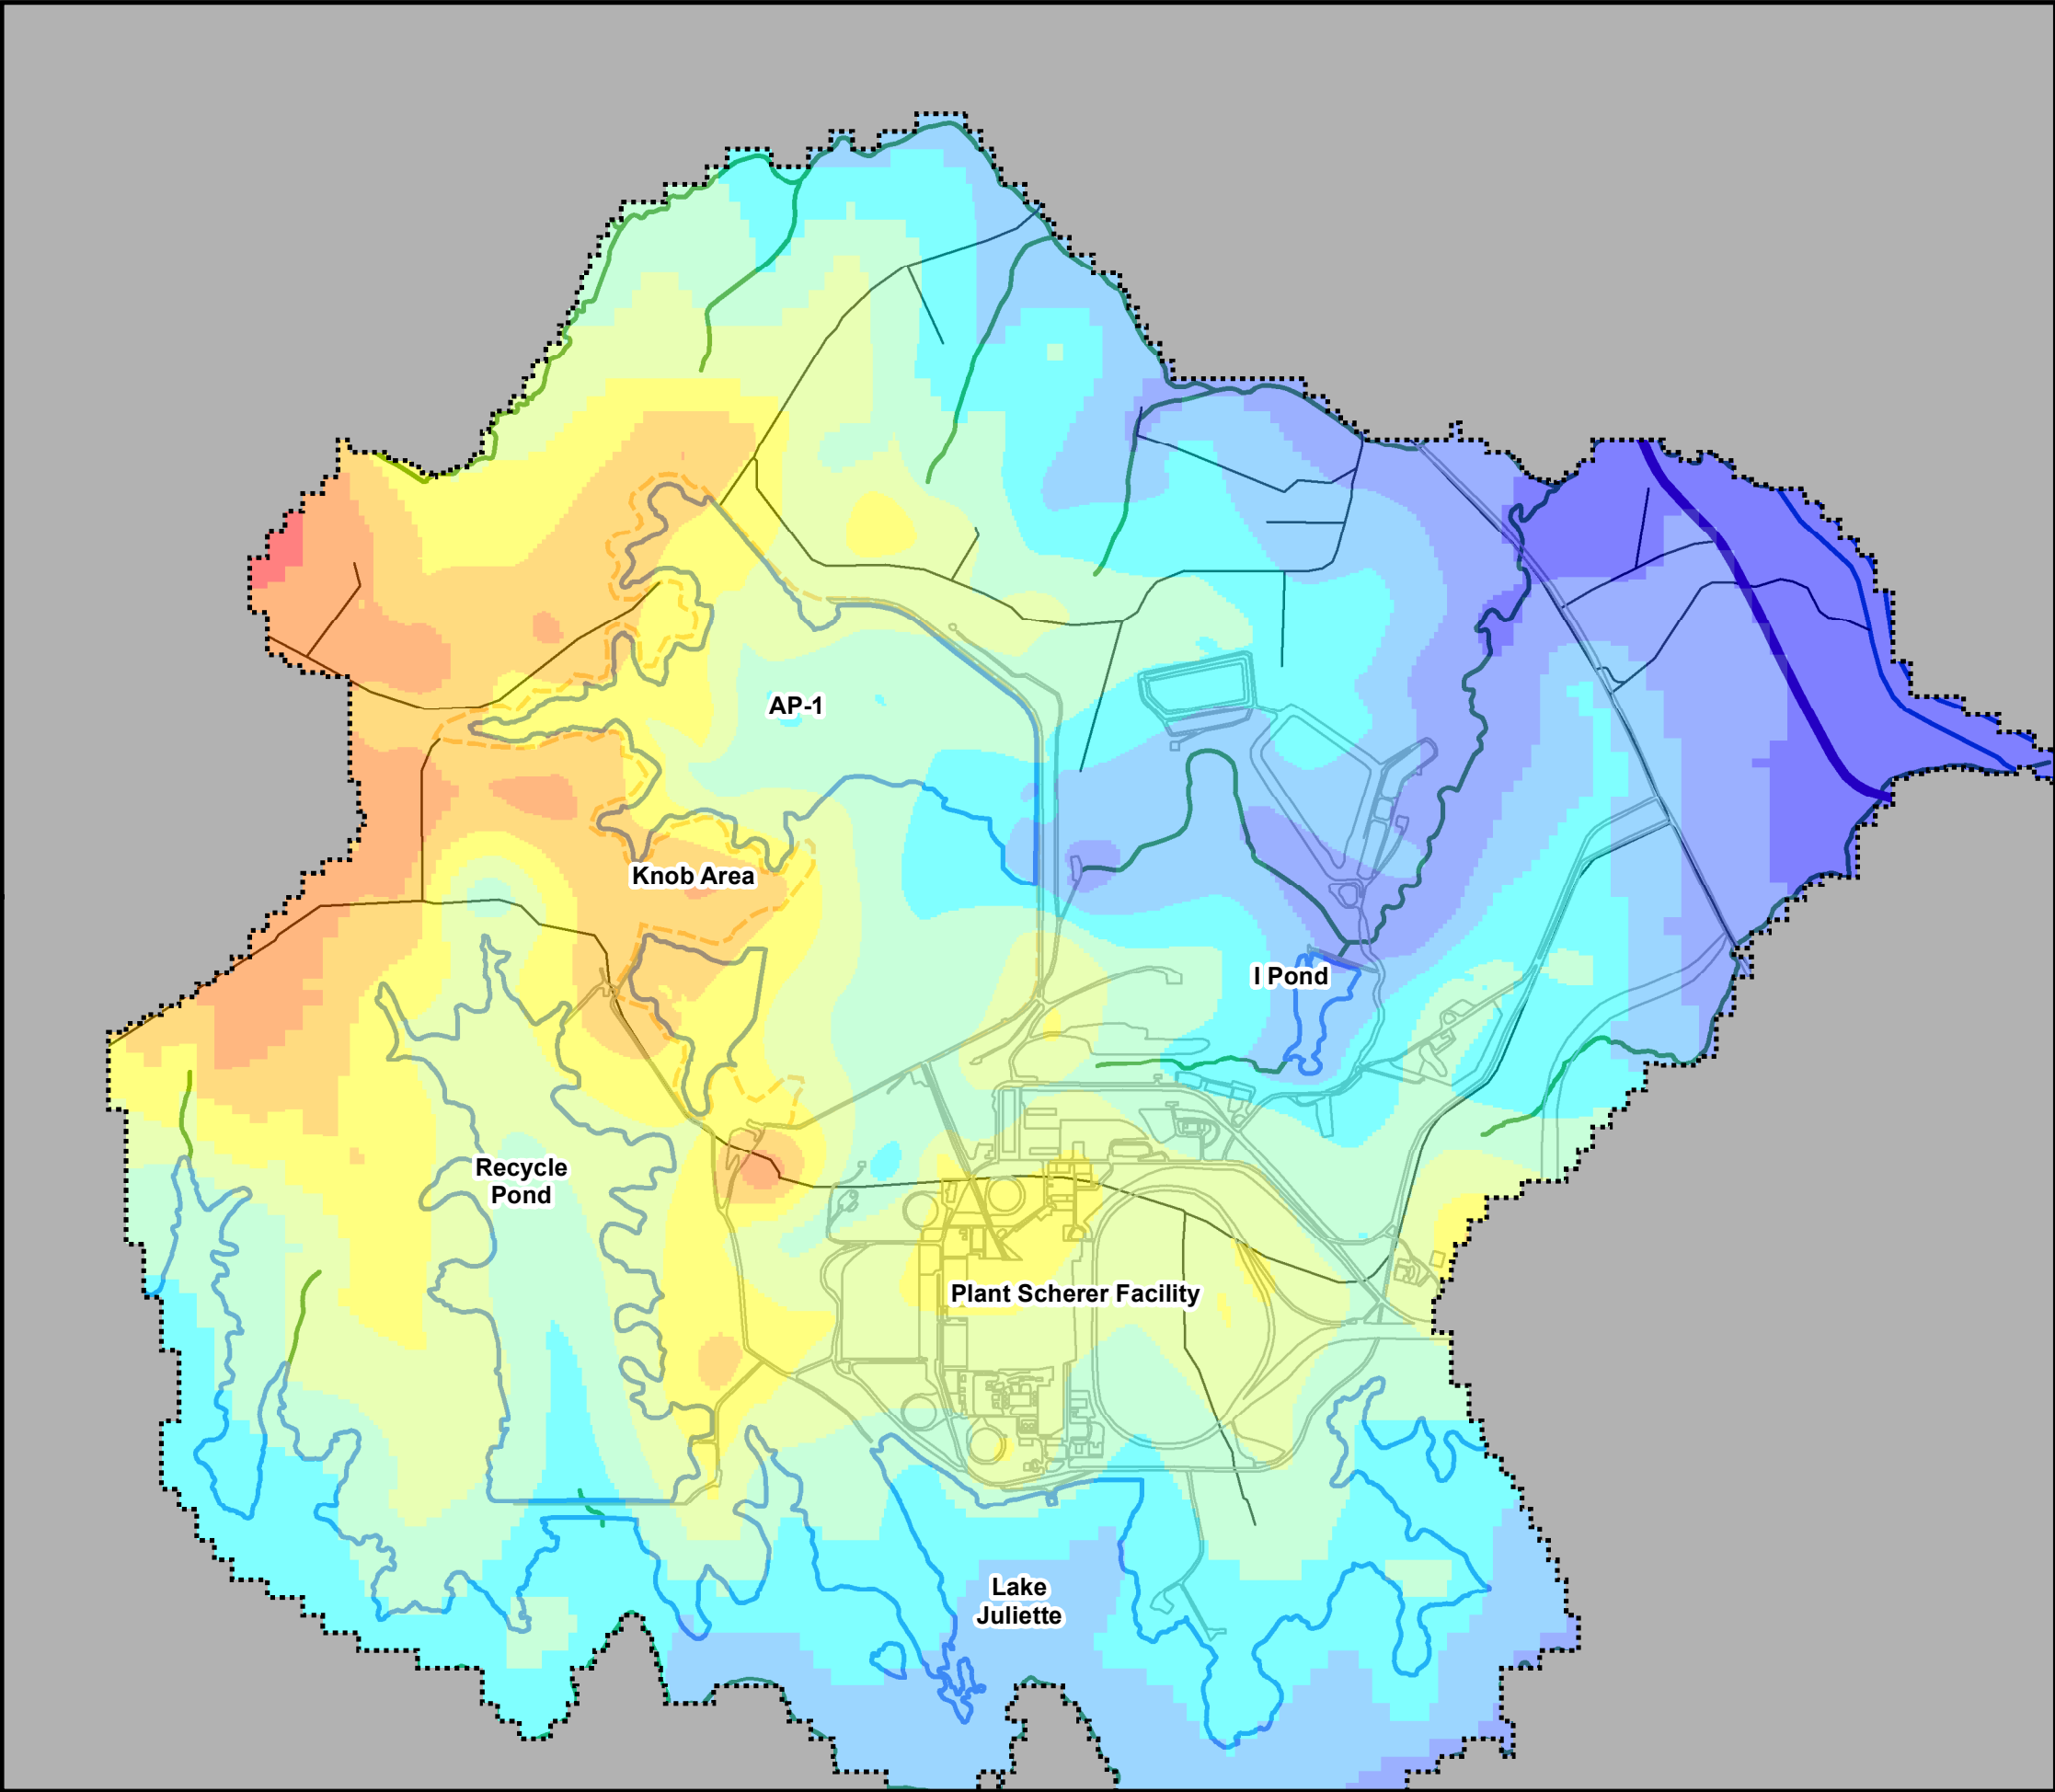 AP-1
Knob Area
I Pond
Recycle
Pond
Plant Scherer Facility
Lake
Juliette